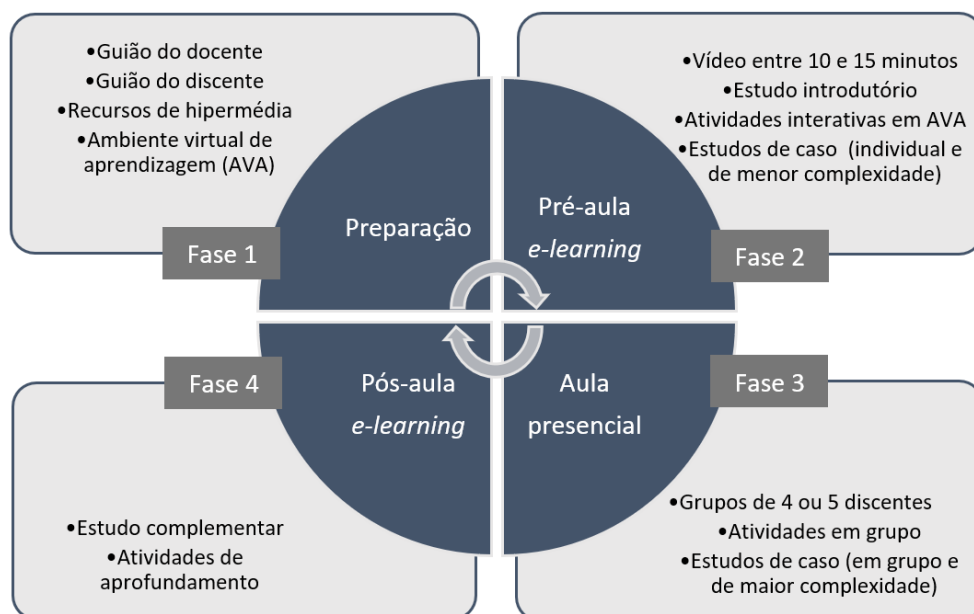 •Guião do docente
•Guião do discente
•Recursos de hipermédia
•Ambiente virtual de
aprendizagem (AVA)
Preparação
Fase 1
•Vídeo entre 10 e 15 minutos
•Estudo introdutório
•Atividades interativas em AVA
•Estudos de caso (individual e
de menor complexidade)
Pré-aula
e-learning
Fase 2
Aula
presencial
Fase 3
•Grupos de 4 ou 5 discentes
•Atividades em grupo
•Estudos de caso (em grupo e
de maior complexidade)
Pós-aula
e-learning
Fase 4
•Estudo complementar
•Atividades de
aprofundamento